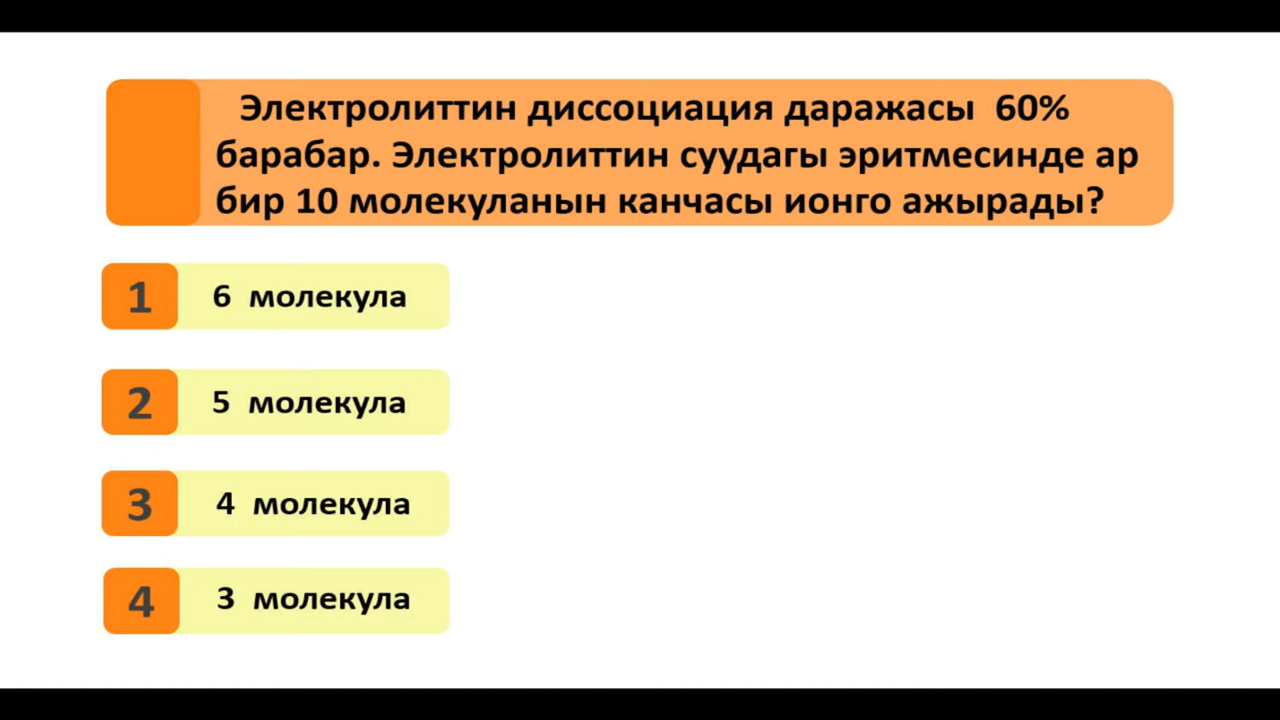 Электролиттин диссоциация даражасы 60%
барабар. Электролиттин суудагы эритмесинде ар
бир 10 молекуланын канчасы ионго ажырады?
1 6 молекула
2 5 молекула
3 4 молекула
4 3 молекула